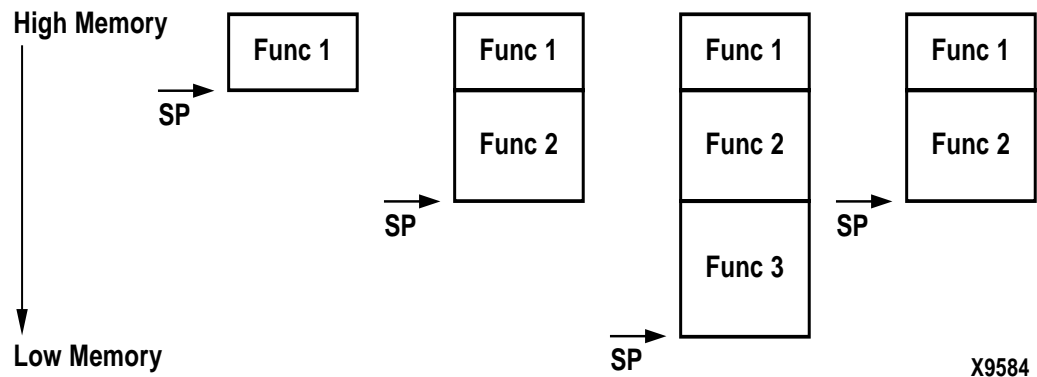 High Memory
Func 1
Func 1
Func 1
Func 1
SP
Func 2
Func 2
Func 2
SP
SP
Func 3
Low Memory
SP
X9584